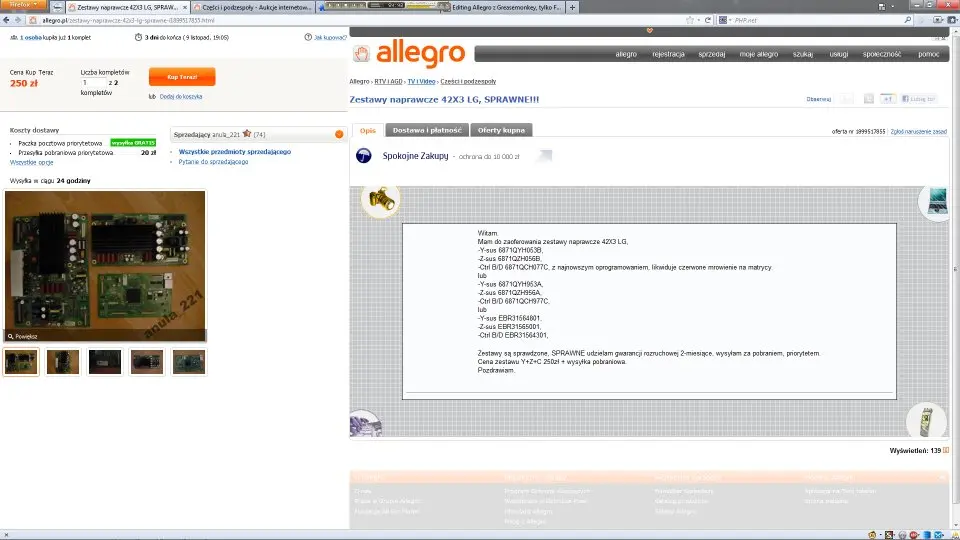 Firefox
Zestawy naprawcze 42X3 LG, SPRAW...
Części i podzespoły - Aukcje internetow...
Editing Allegro z Greasemonkey, tylko F...
allegro.pl/zestawy-naprawcze-42x3-lg-sprawne-i1899517855.html
PHP.net
1 osoba kupiła już 1 komplet
3 dni do końca ( 9 listopad, 19:05)
Jak kupować?
Cena Kup Teraz
250 zł
Liczba kompletów
1 z 2
kompletów
Kup Teraz!
lub Dodaj do koszyka
Koszty dostawy
Paczka pocztowa priorytetowa wysyłka GRATIS
Przesyłka pobraniowa priorytetowa 20 zł
Wszystkie opcje
Wysyłka w ciągu 24 godziny
Sprzedający anula_221 (74)
Wszystkie przedmioty sprzedającego
Pytanie do sprzedającego
anula_221
Powiększ
allegro
allegro rejestracja sprzedaj moje allegro szukaj usługi społeczność pomoc
Allegro › RTV i AGD › TV i Video › Części i podzespoły
Zestawy naprawcze 42X3 LG, SPRAWNE!!!
Obserwuj
+1
Lubię to!
Opis
Dostawa i płatność
Oferty kupna
oferta nr 1899517855 Zgłoś naruszenie zasad
Spokojne Zakupy - ochrona do 10 000 zł
Witam,
Mam do zaoferowania zestawy naprawcze 42X3 LG,
-Y-sus 6871QYH053B,
-Z-sus 6871QZH056B,
-Ctrl B/D 6871QCH077C, z najnowszym oprogramowaniem, likwiduje czerwone mrowienie na matrycy.
lub
-Y-sus 6871QYH953A,
-Z-sus 6871QZH956A,
-Ctrl B/D 6871QCH977C,
lub
-Y-sus EBR31564801,
-Z-sus EBR31565001,
-Ctrl B/D EBR31564301,
Zestawy są sprawdzone, SPRAWNE udzielam gwarancji rozruchowej 2-miesiące, wysyłam za pobraniem, priorytetem.
Cena zestawu Y+Z+C 250zł + wysyłka pobraniowa.
Pozdrawiam.
Wyświetleń: 139